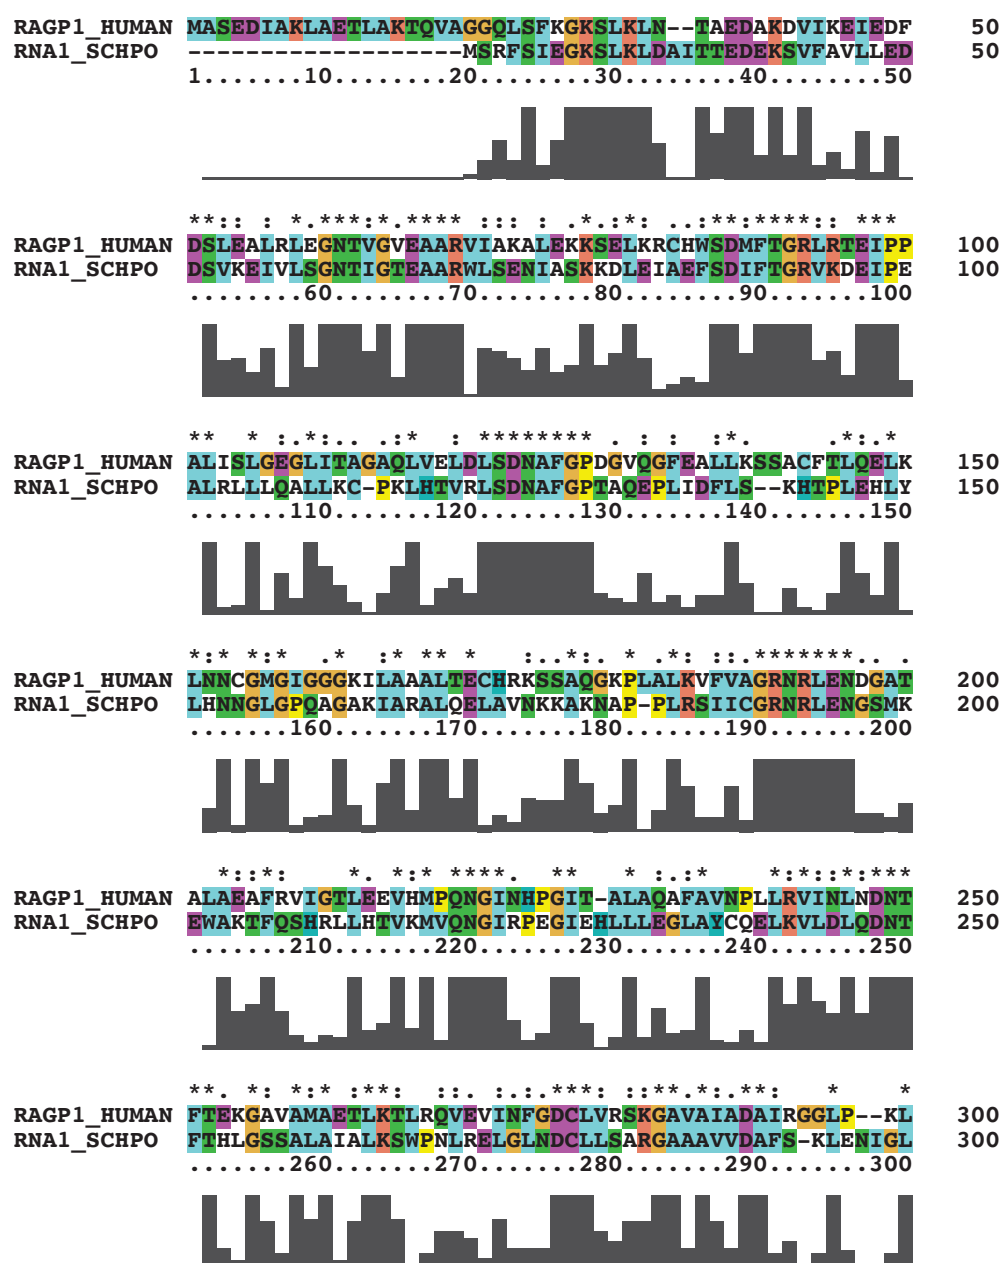 RAGP1_HUMAN MASEDIAKLAETLAKTQVAGGQLSFKGKSLKLN--TAEDAKDVIKEIEDF 50
RNA1_SCHPO -------------------MSRFSIEGKSLKLDAITTEDEKSVFAVLLED 50
1.......10........20........30........40........50
**:: : *.***:*.**** ::: : .*.:*: ..:**:****:: ***
RAGP1_HUMAN DSLEALRLEGNTVGVEAARVIAKALEKKSELKRCHWSDMFTGRLRTEIPP 100
RNA1_SCHPO DSVKEIVLSGNTIGTEAARWLSENIASKKDLEIAEFSDIFTGRVKDEIPE 100
........60........70........80........90.......100
** * :.*:.. .:* : ******** . : : :*. .*:.*
RAGP1_HUMAN ALISLGEGLITAGAQLVELDLSDNAFGPDGVQGFEALLKSSACFTLQELK 150
RNA1_SCHPO ALRLLLQALLKC-PKLHTVRLSDNAFGPTAQEPLIDFLS--KHTPLEHLY 150
.......110.......120.......130.......140.......150
*:* *:* .* :* ** * :..*:. * .*: ::.*******.. .
RAGP1_HUMAN LNNCGMGIGGGKILAAALTECHRKSSAQGKPLALKVFVAGRNRLENDGAT 200
RNA1_SCHPO LHNNGLGPQAGAKIARALQELAVNKKAKNAP-PLRSIICGRNRLENGSMK 200
.......160.......170.......180.......190.......200
*::*: *. *:* ****. ** * :.:* *:*::*:***
RAGP1_HUMAN ALAEAFRVIGTLEEVHMPQNGINHPGIT-ALAQAFAVNPLLRVINLNDNT 250
RNA1_SCHPO EWAKTFQSHRLLHTVKMVQNGIRPEGIEHLLLEGLAYCQELKVLDLQDNT 250
.......210.......220.......230.......240.......250
**. *: *:* :**: ::. :.:.***: ::**.*:.**: * *
RAGP1_HUMAN FTEKGAVAMAETLKTLRQVEVINFGDCLVRSKGAVAIADAIRGGLP--KL 300
RNA1_SCHPO FTHLGSSALAIALKSWPNLRELGLNDCLLSARGAAAVVDAFS-KLENIGL 300
.......260.......270.......280.......290.......300